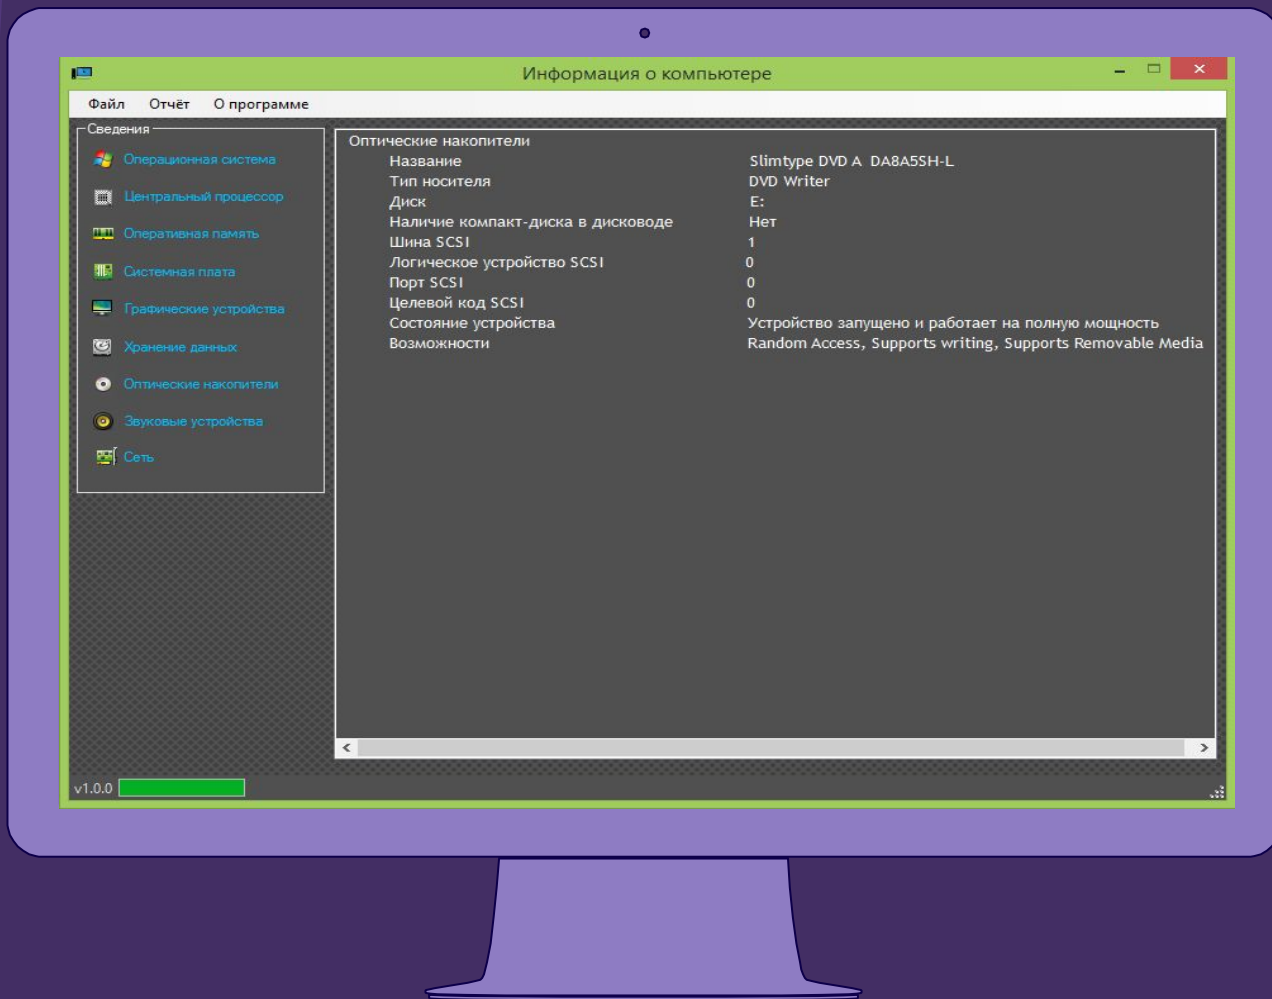 Информация о компьютере
Файл Отчёт О программе
Сведения
Операционная система
Центральный процессор
Оперативная память
Системная плата
Графические устройства
Хранение данных
Оптические накопители
Звуковые устройства
Сеть
Оптические накопители
Название Slimtype DVD A DA8A5SH-L
Тип носителя DVD Writer
Диск E:
Наличие компакт-диска в дисководе Нет
Шина SCSI 1
Логическое устройство SCSI 0
Порт SCSI 0
Целевой код SCSI 0
Состояние устройства Устройство запущено и работает на полную мощность
Возможности Random Access, Supports writing, Supports Removable Media
v1.0.0